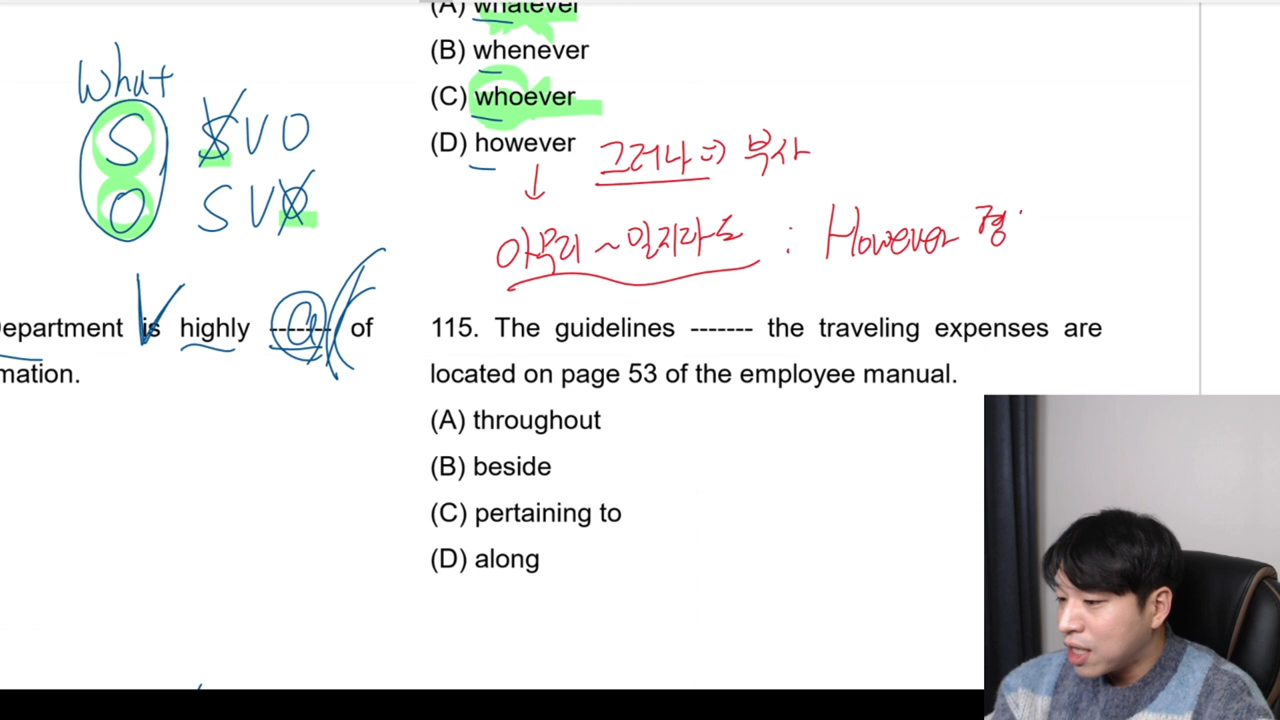 (A) whatever
(B) whenever
(C) whoever
(D) however
그러나 => 부사
아무리 ~ 일지라도 : However 형
What
S S V O
O S V O
epartment is highly ------- of
a
mation.
115. The guidelines ------- the traveling expenses are
located on page 53 of the employee manual.
(A) throughout
(B) beside
(C) pertaining to
(D) along